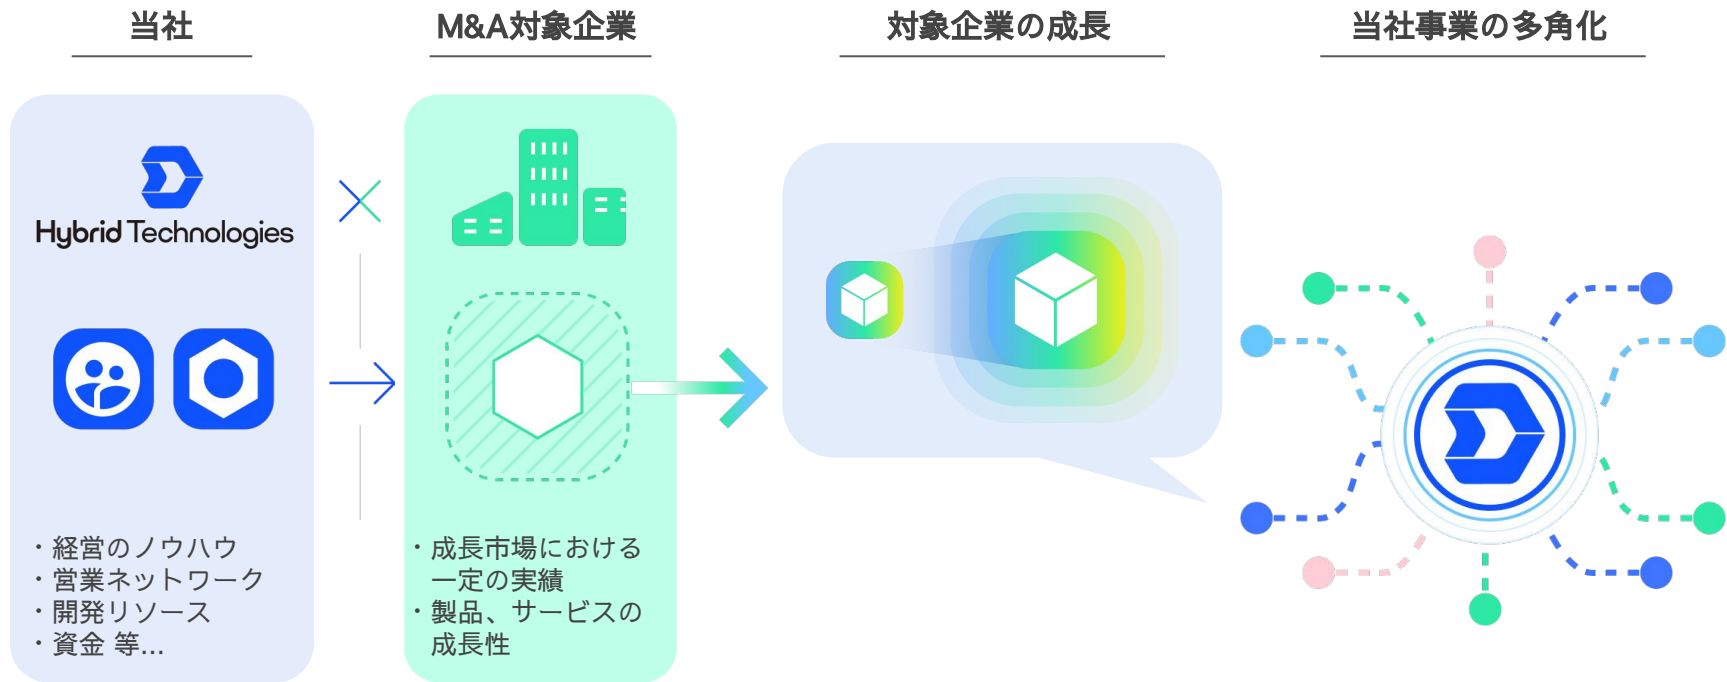 当社
M&A対象企業
対象企業の成長
当社事業の多角化
Hybrid Technologies
・経営のノウハウ
・営業ネットワーク
・開発リソース
・資金 等...
・成長市場における
一定の実績
・製品、サービスの
成長性